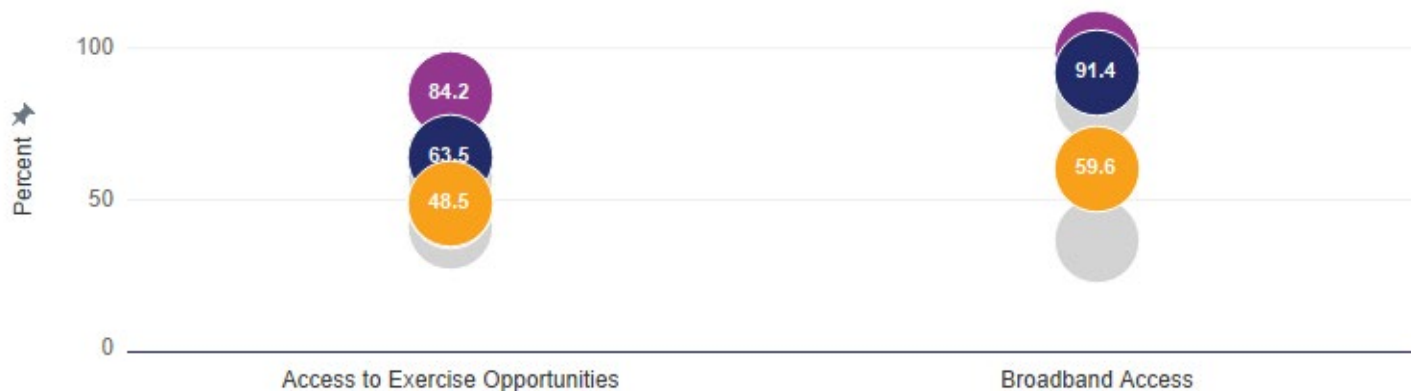 100
84.2
91.4
63.5
59.6
50
48.5
Percent
0
Access to Exercise Opportunities
Broadband Access